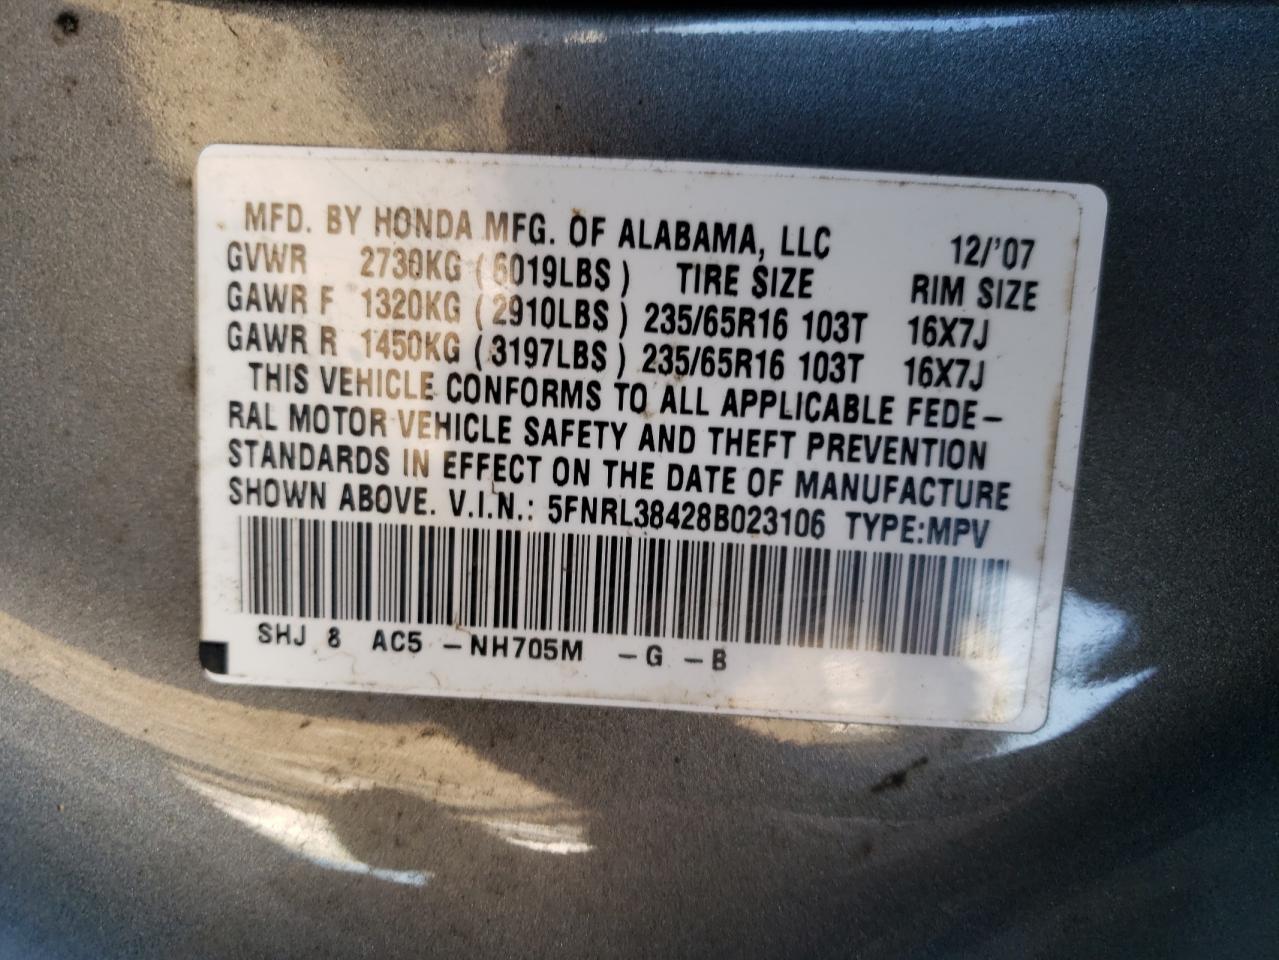 MFD. BY HONDA MFG. OF ALABAMA, LLC 12/'07
GVWR 2730KG (6019LBS) TIRE SIZE RIM SIZE
GAWR F 1320KG (2910LBS) 235/65R16 103T 16X7J
GAWR R 1450KG (3197LBS) 235/65R16 103T 16X7J
THIS VEHICLE CONFORMS TO ALL APPLICABLE FEDE-
RAL MOTOR VEHICLE SAFETY AND THEFT PREVENTION
STANDARDS IN EFFECT ON THE DATE OF MANUFACTURE
SHOWN ABOVE. V.I.N.: 5FNRL38428B023106 TYPE:MPV
SHJ 8 AC5 -NH705M -G -B